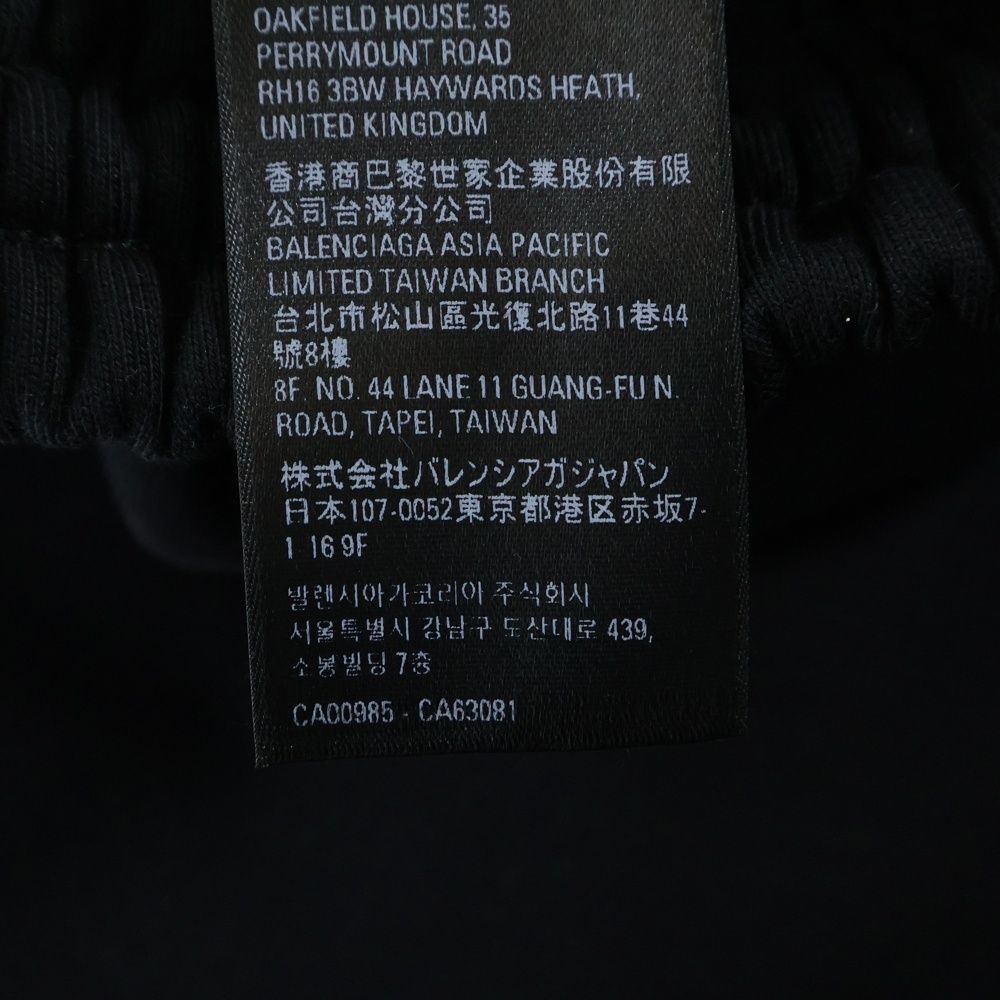 OAKFIELD HOUSE, 35
PERRYMOUNT ROAD
RH16 3BW HAYWARDS HEATH,
UNITED KINGDOM
香港商巴黎世家企業股份有限
公司台灣分公司
BALENCIAGA ASIA PACIFIC
LIMITED TAIWAN BRANCH
台北市松山區光復北路11巷44
號8樓
8F. NO. 44 LANE 11 GUANG-FU N.
ROAD, TAPEI, TAIWAN
株式会社バレンシアガジャパン
日本107-0052東京都港区赤坂7-
1 16 9F
발렌시아가코리아 주식회사
서울특별시 강남구 도산대로 439,
소봉빌딩 7층
CA00985 - CA63081